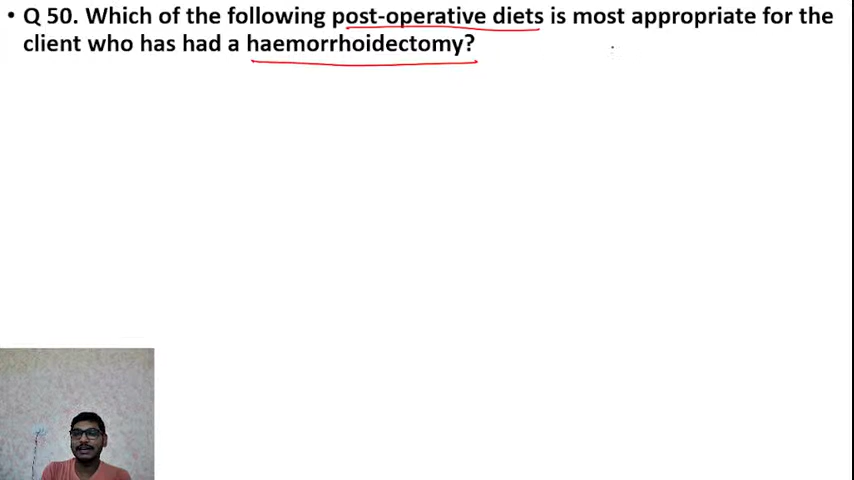 • Q 50. Which of the following post-operative diets is most appropriate for the
client who has had a haemorrhoidectomy?